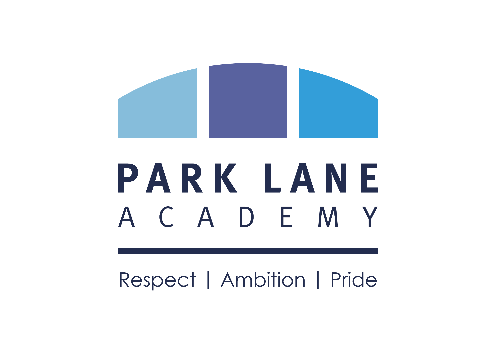 PARK LANE
ACADEMY
Respect | Ambition | Pride